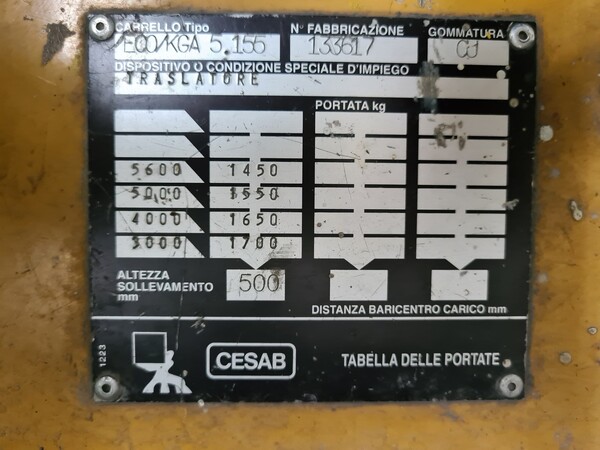 CARRELLO Tipo N° FABBRICAZIONE GOMMATURA
ECO/KGA 5.155 133617
DISPOSITIVO O CONDIZIONE SPECIALE D'IMPIEGO
TRASLATORE
PORTATA kg
5600 1450
5000 1550
4000 1650
3000 1700
ALTEZZA
SOLLEVAMENTO
mm
500
DISTANZA BARICENTRO CARICO mm
1223
CESAB
TABELLA DELLE PORTATE